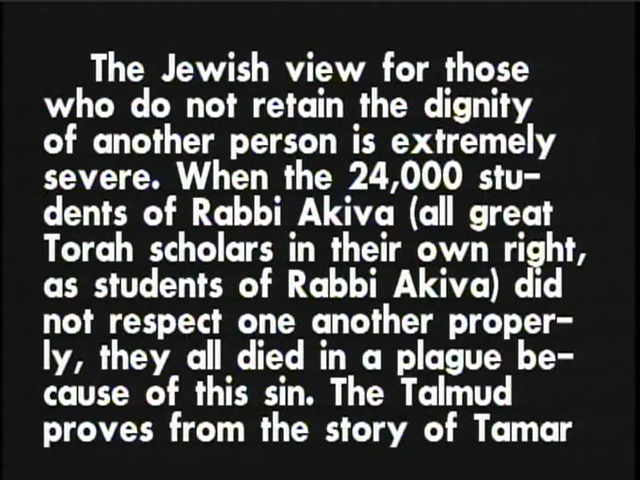 The Jewish view for those
who do not retain the dignity
of another person is extremely
severe. When the 24,000 stu-
dents of Rabbi Akiva (all great
Torah scholars in their own right,
as students of Rabbi Akiva) did
not respect one another proper-
ly, they all died in a plague be-
cause of this sin. The Talmud
proves from the story of Tamar